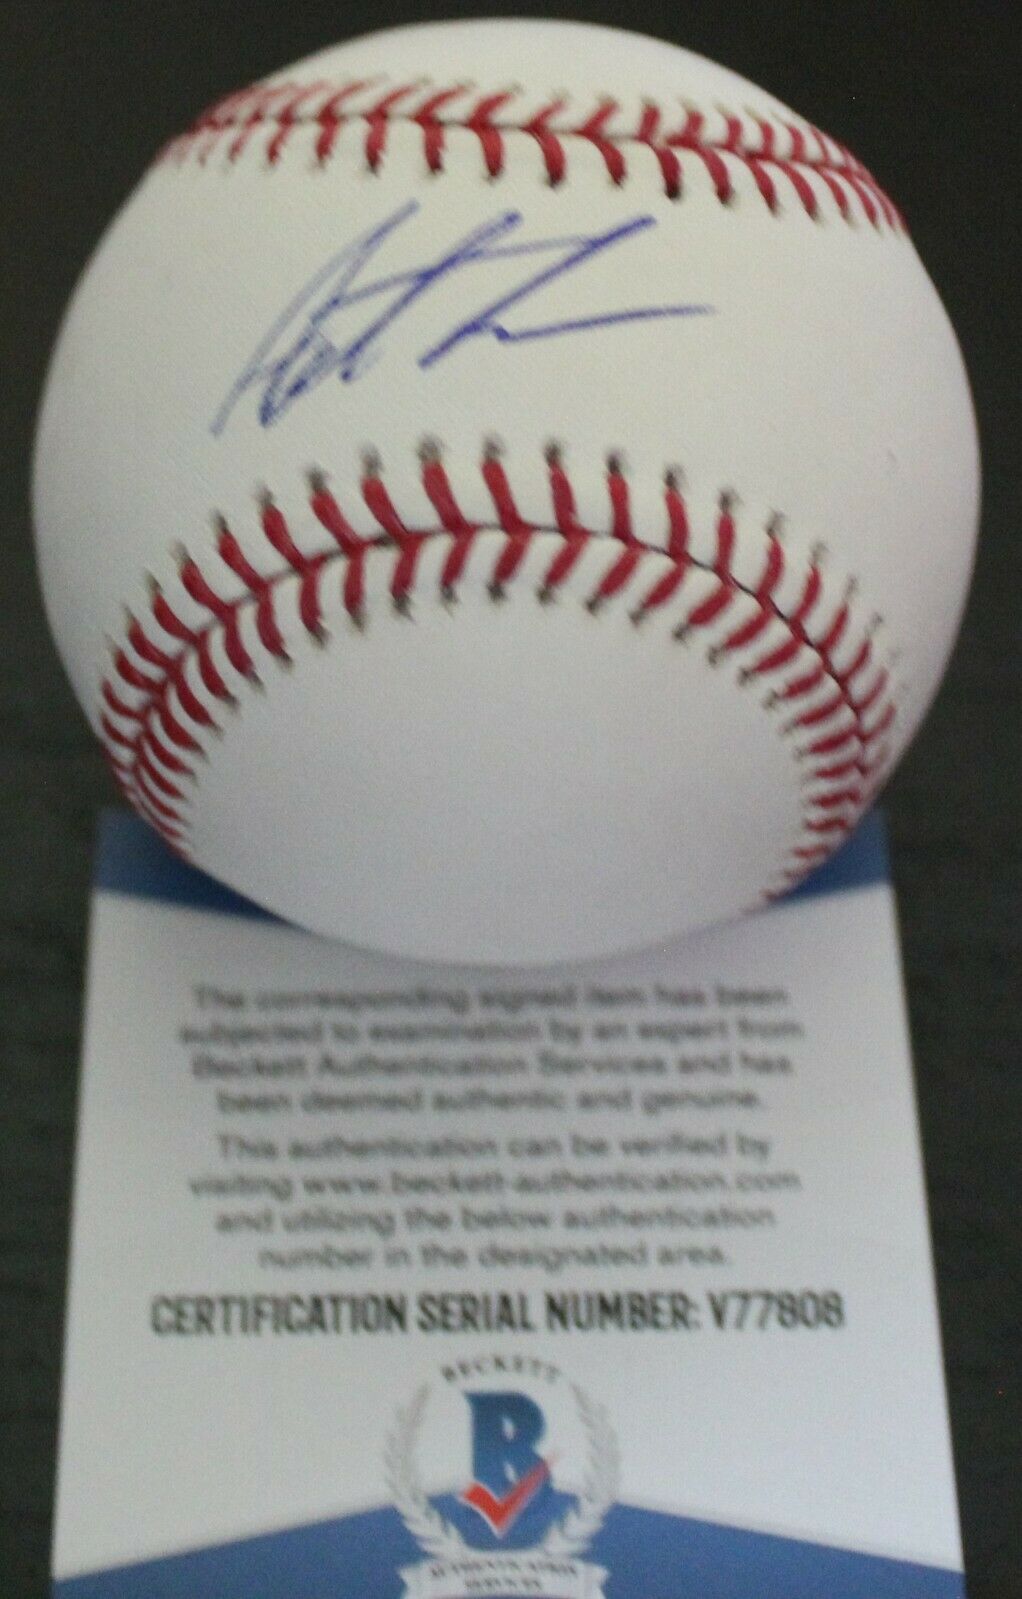 The corresponding signed item has been
subjected to examination by an expert from
Beckett Authentication Services and has
been deemed authentic and genuine.
This authentication can be verified by
visiting www.beckett-authentication.com
and utilizing the below authentication
number in the designated area.
CERTIFICATION SERIAL NUMBER: V77808
BECKETT
B
AUTHENTICATION
SERVICES